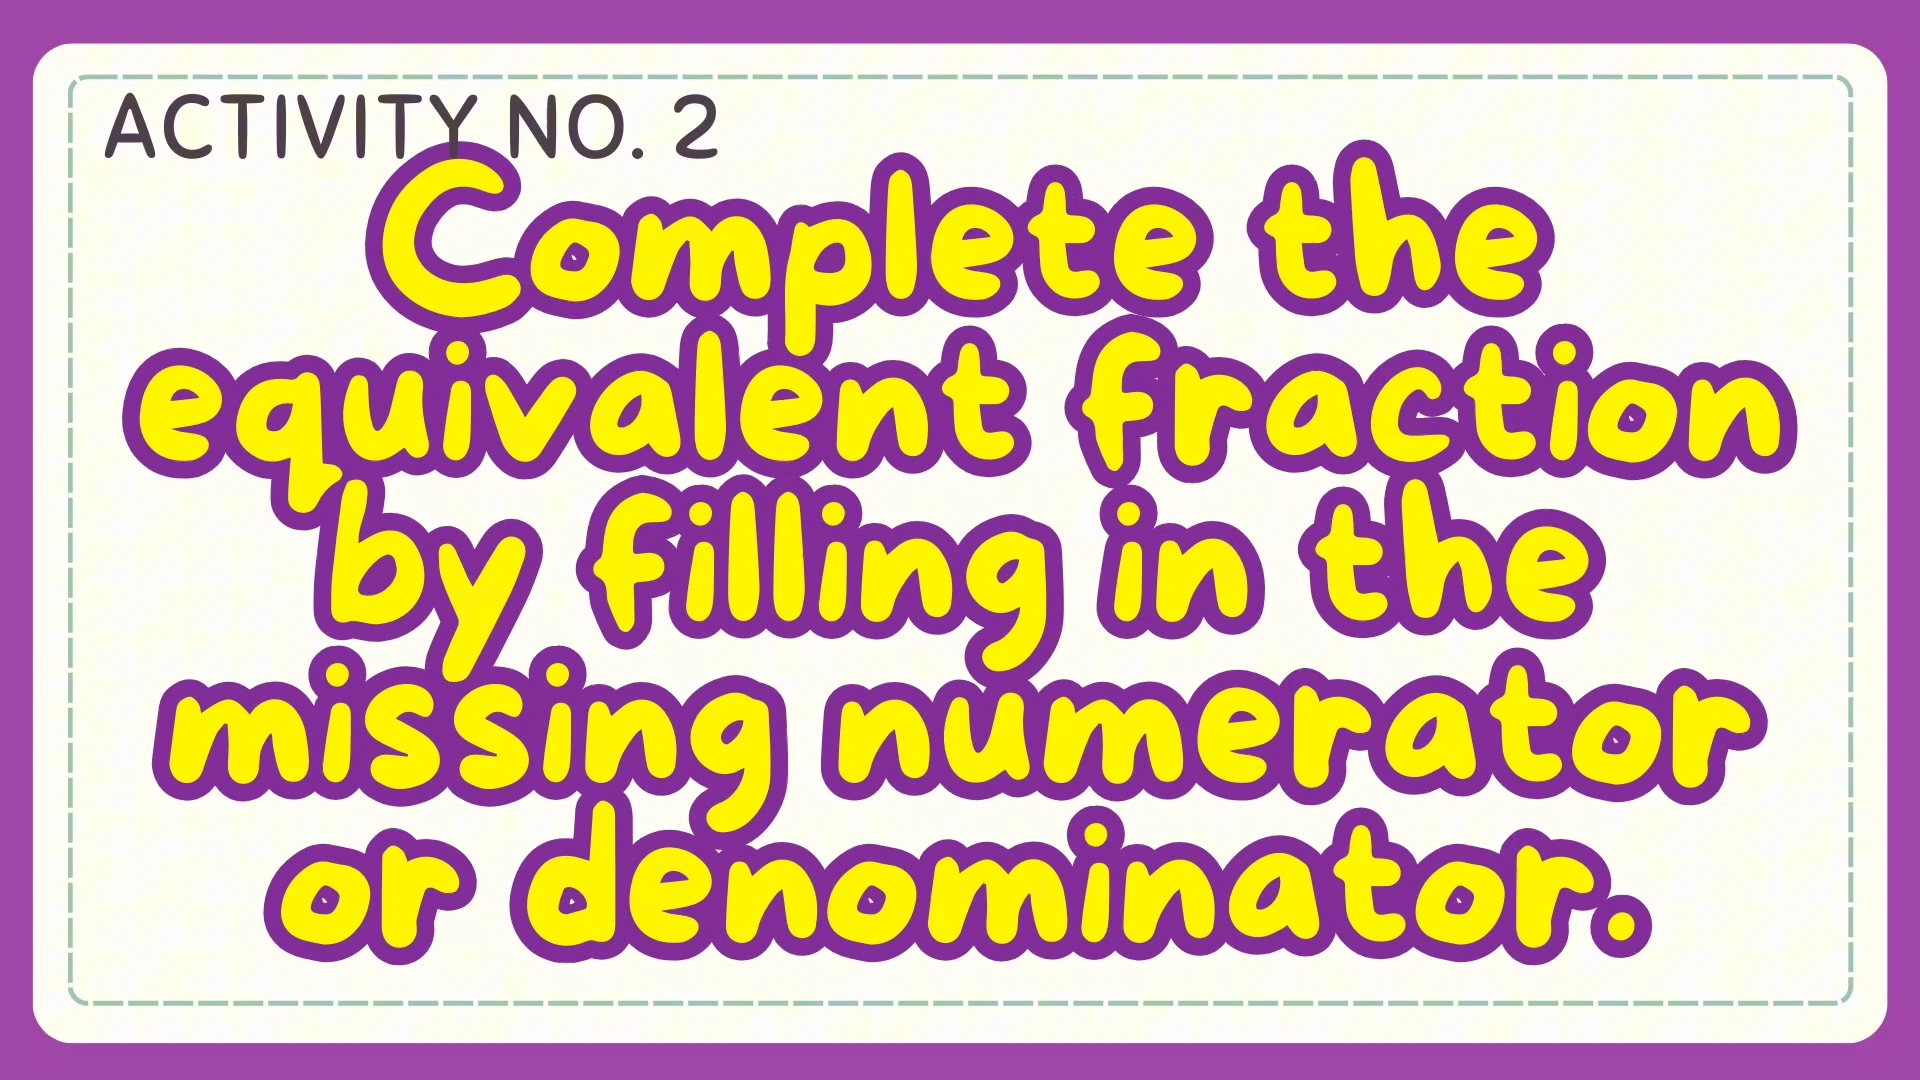 ACTIVITY NO. 2
Complete the
equivalent fraction
by filling in the
missing numerator
or denominator.